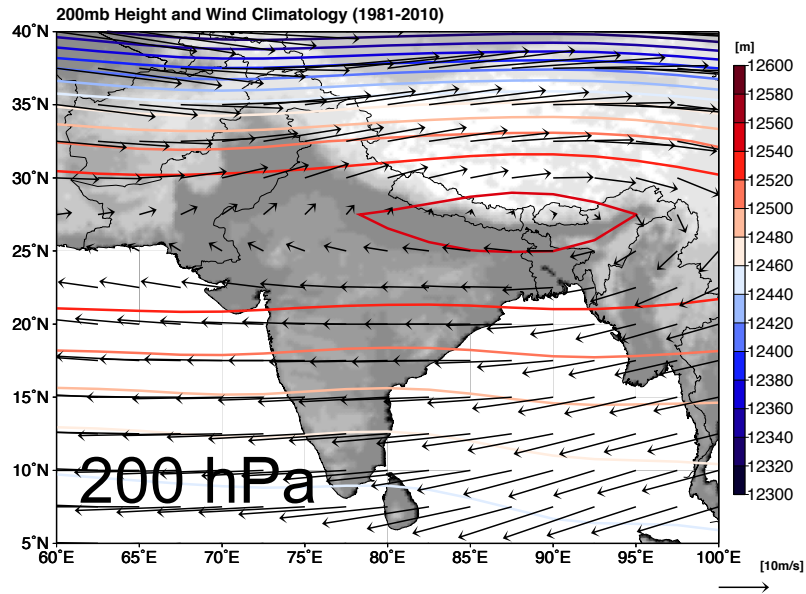 200mb Height and Wind Climatology (1981-2010)
40°N
35°N
30°N
25°N
20°N
15°N
10°N
5°N
60°E 65°E 70°E 75°E 80°E 85°E 90°E 95°E 100°E
200 hPa
[m]
12600
12580
12560
12540
12520
12500
12480
12460
12440
12420
12400
12380
12360
12340
12320
12300
[10m/s]